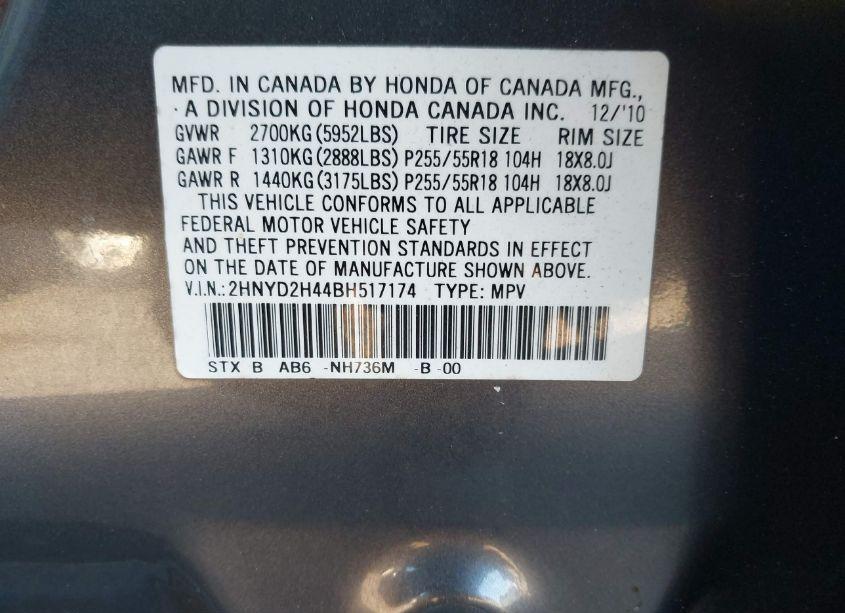 MFD. IN CANADA BY HONDA OF CANADA MFG.,
A DIVISION OF HONDA CANADA INC. 12/'10
GVWR 2700KG(5952LBS) TIRE SIZE RIM SIZE
GAWR F 1310KG(2888LBS) P255/55R18 104H 18X8.0J
GAWR R 1440KG(3175LBS) P255/55R18 104H 18X8.0J
THIS VEHICLE CONFORMS TO ALL APPLICABLE
FEDERAL MOTOR VEHICLE SAFETY
AND THEFT PREVENTION STANDARDS IN EFFECT
ON THE DATE OF MANUFACTURE SHOWN ABOVE.
V.I.N.:2HNYD2H44BH517174 TYPE: MPV
STX B AB6 -NH736M -B -00